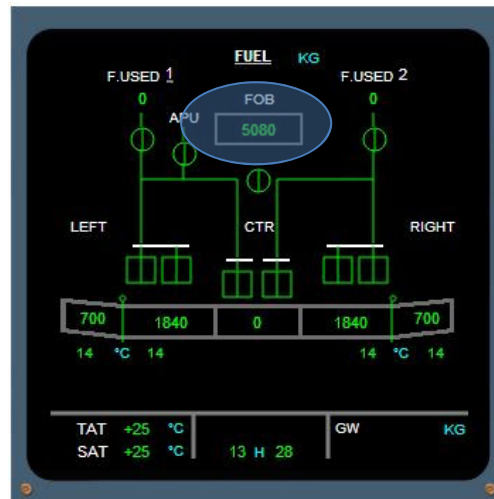 FUEL KG
F.USED 1 F.USED 2
FOB
0 0
APU
5080
LEFT CTR RIGHT
700 1840 0 1840 700
14 °C 14 14 °C 14
TAT +25 °C GW KG
SAT +25 °C 13 H 28